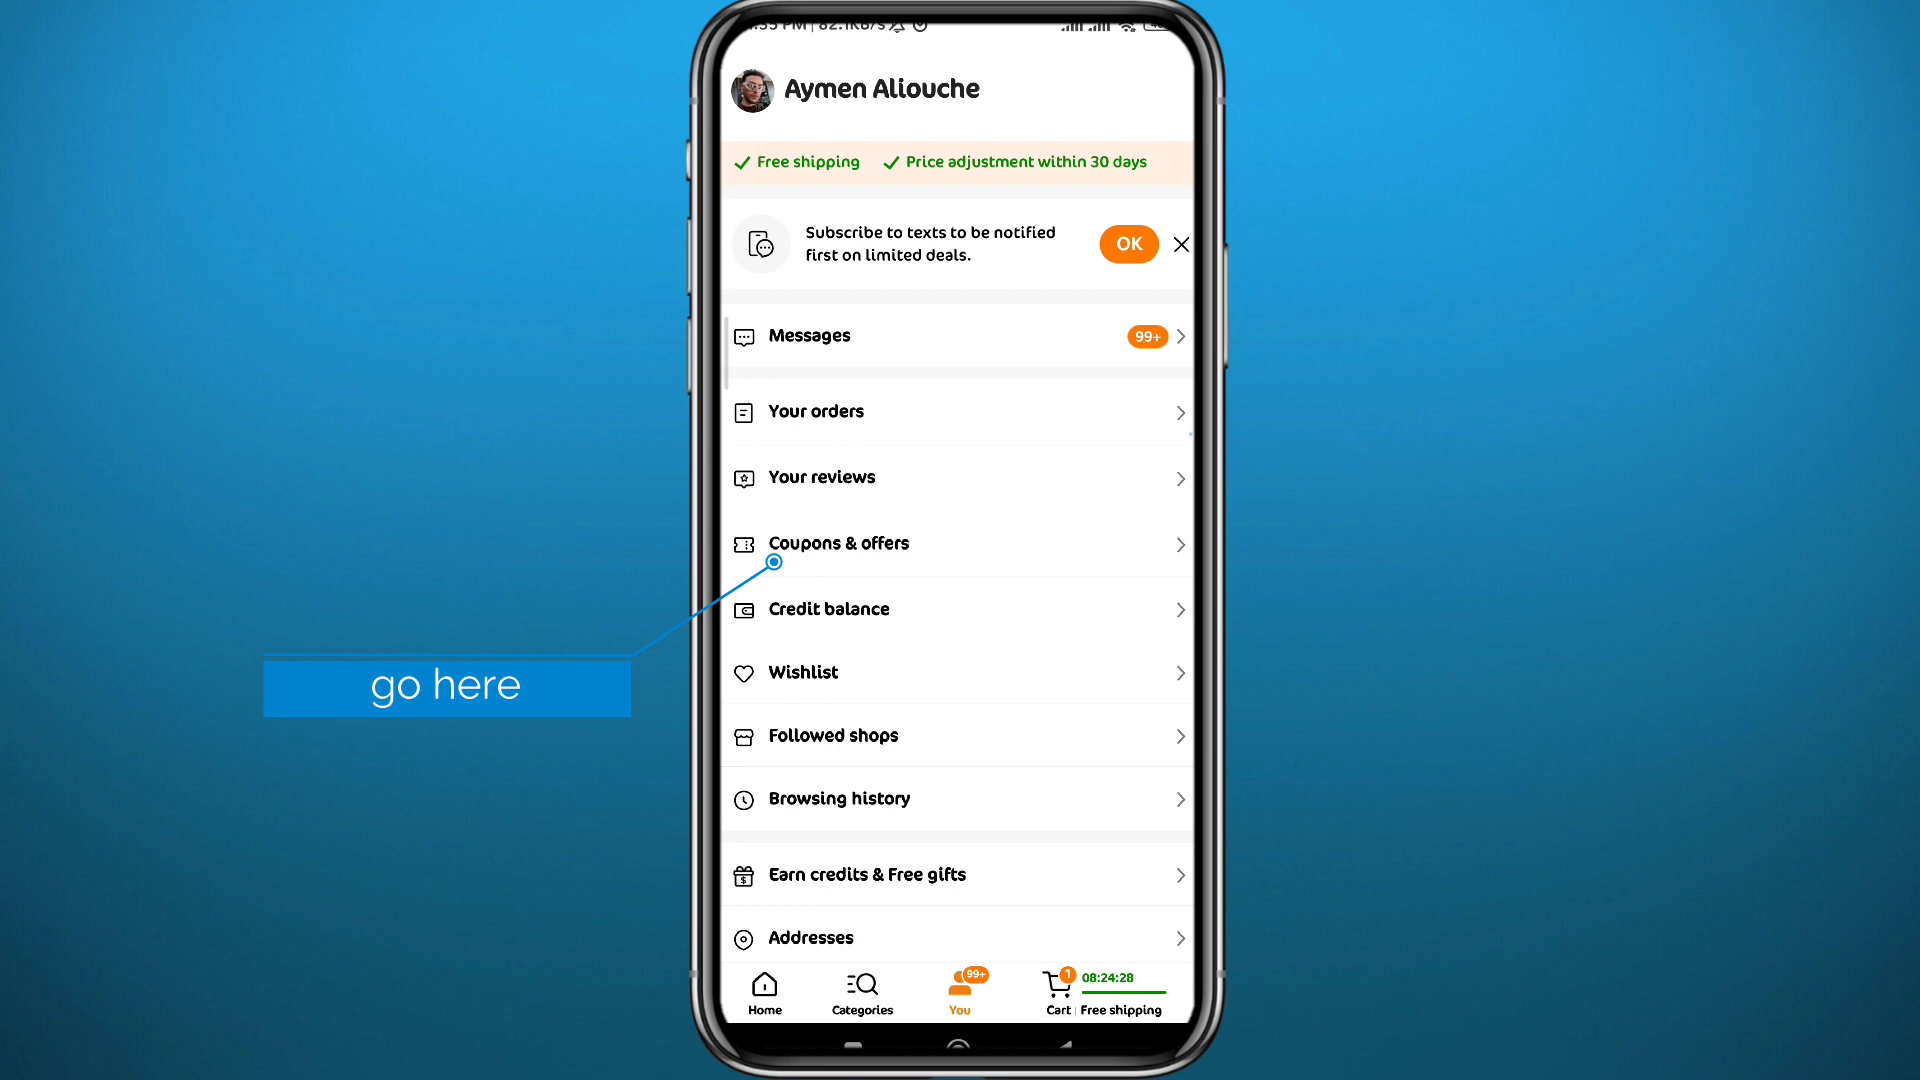 Aymen Aliouche
Free shipping
Price adjustment within 30 days
Subscribe to texts to be notified
first on limited deals.
OK
Messages
99+
Your orders
Your reviews
Coupons & offers
Credit balance
go here
Wishlist
Followed shops
Browsing history
Earn credits & Free gifts
Addresses
99+
1
08:24:28
Home
Categories
You
Cart
Free shipping